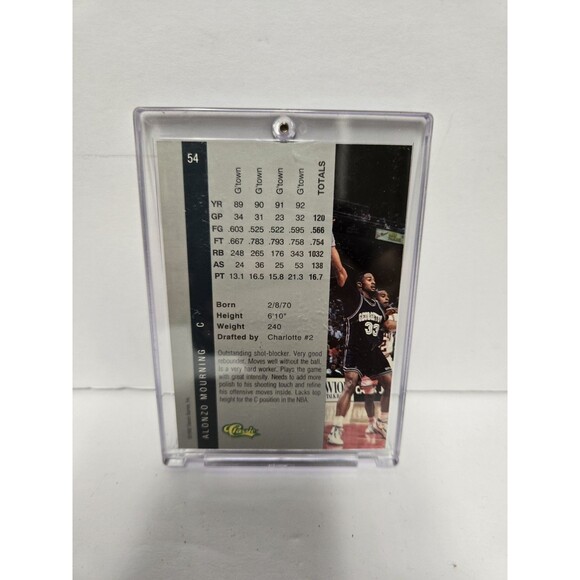 54
G'town G'town G'town G'town TOTALS
YR 89 90 91 92
GP 34 31 23 32 120
FG .603 .525 .522 .595 .566
FT .667 .783 .793 .758 .754
RB 248 265 176 343 1032
AS 24 36 25 53 138
PT 13.1 16.5 15.8 21.3 16.7
Born 2/8/70
Height 6'10"
Weight 240
Drafted by Charlotte #2
Outstanding shot-blocker. Very good
rebounder. Moves well without the ball,
is a very hard worker. Plays the game
with great intensity. Needs to add more
polish to his shooting touch and refine
his offensive moves inside. Lacks top
height for the C position in the NBA.
ALONZO MOURNING C
Classic
GEORGETOWN
33